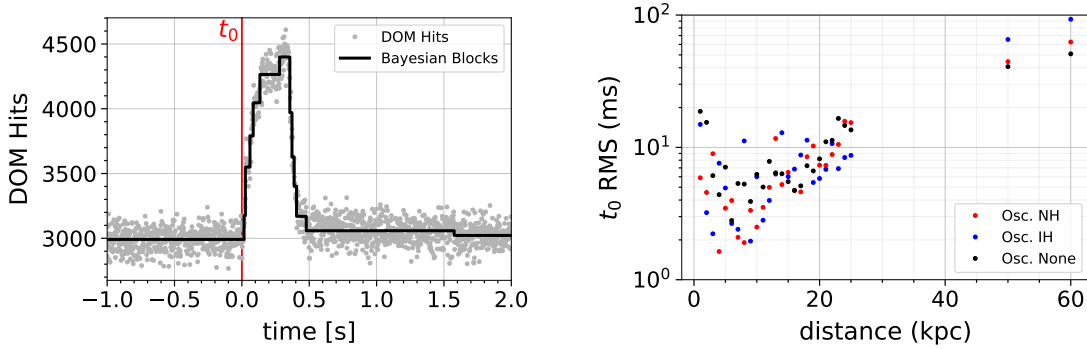 t₀
DOM Hits
Bayesian Blocks
4500
4000
3500
3000
DOM Hits
−1.0 −0.5 0.0 0.5 1.0 1.5 2.0
time [s]
10²
10¹
10⁰
t₀ RMS (ms)
Osc. NH
Osc. IH
Osc. None
0 20 40 60
distance (kpc)